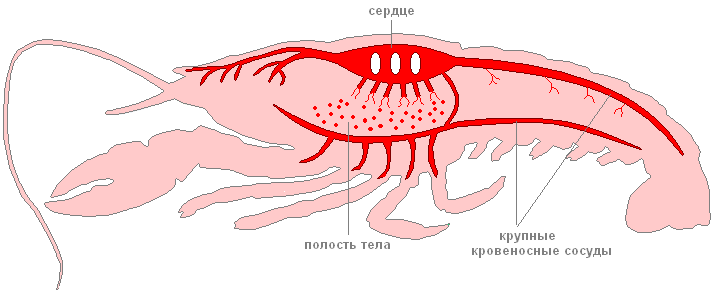 сердце
полость тела
крупные
кровеносные сосуды